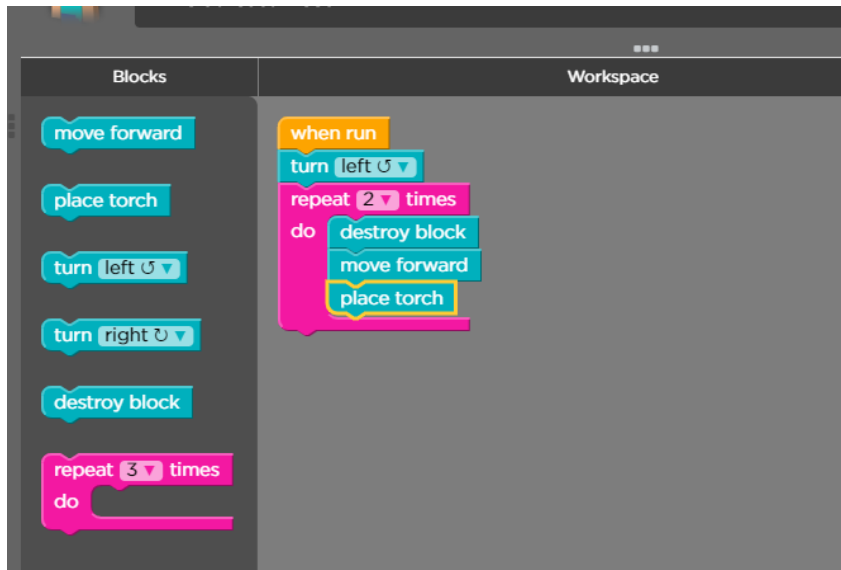 Blocks
Workspace
move forward
place torch
turn left ↺ ▼
turn right ↻ ▼
destroy block
repeat 3 ▼ times
do
when run
turn left ↺ ▼
repeat 2 ▼ times
do destroy block
move forward
place torch